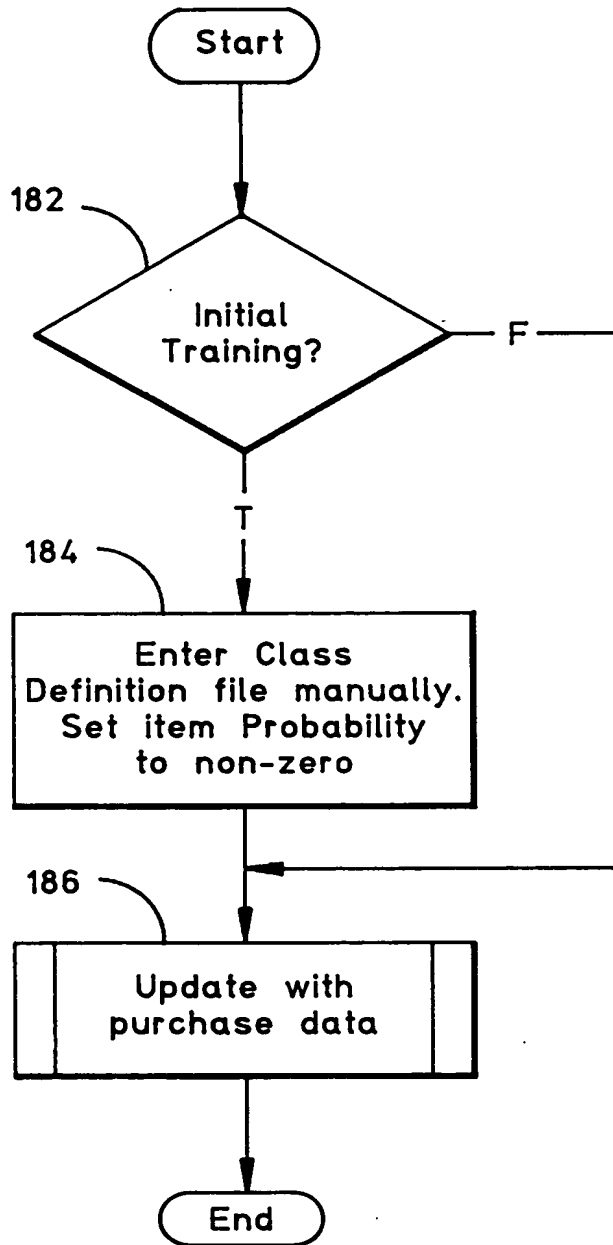 Start
182
Initial
Training?
F
T
184
Enter Class
Definition file manually.
Set item Probability
to non-zero
186
Update with
purchase data
End